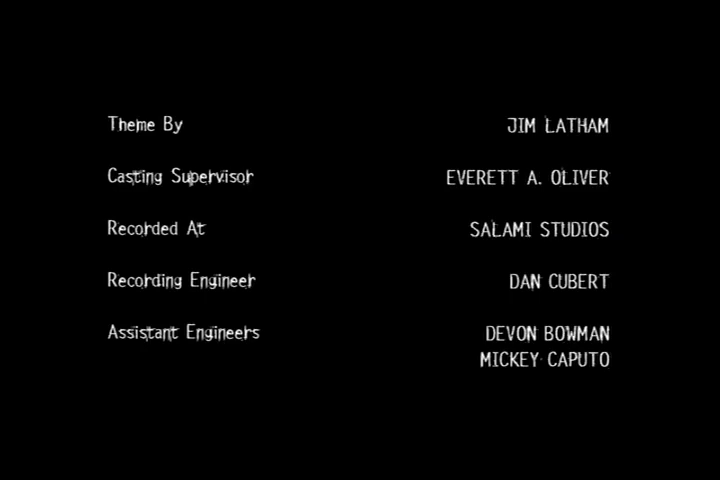 Theme By JIM LATHAM
Casting Supervisor EVERETT A. OLIVER
Recorded At SALAMI STUDIOS
Recording Engineer DAN CUBERT
Assistant Engineers DEVON BOWMAN
MICKEY CAPUTO